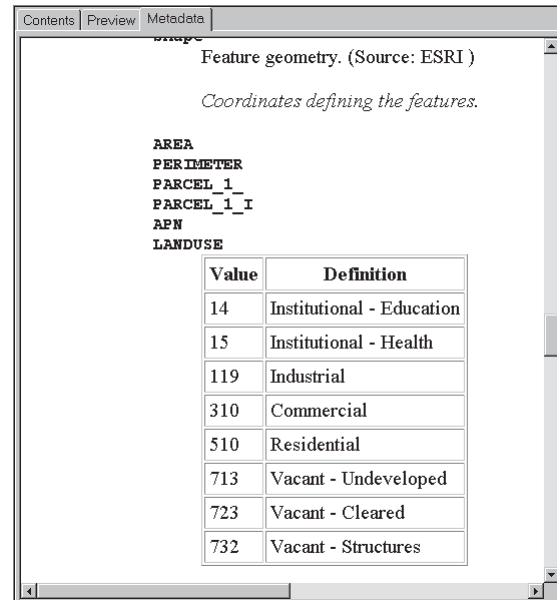 Contents Preview Metadata
Shape
Feature geometry. (Source: ESRI )
Coordinates defining the features.
AREA
PERIMETER
PARCEL_1_
PARCEL_1_I
APN
LANDUSE
Value Definition
14 Institutional - Education
15 Institutional - Health
119 Industrial
310 Commercial
510 Residential
713 Vacant - Undeveloped
723 Vacant - Cleared
732 Vacant - Structures